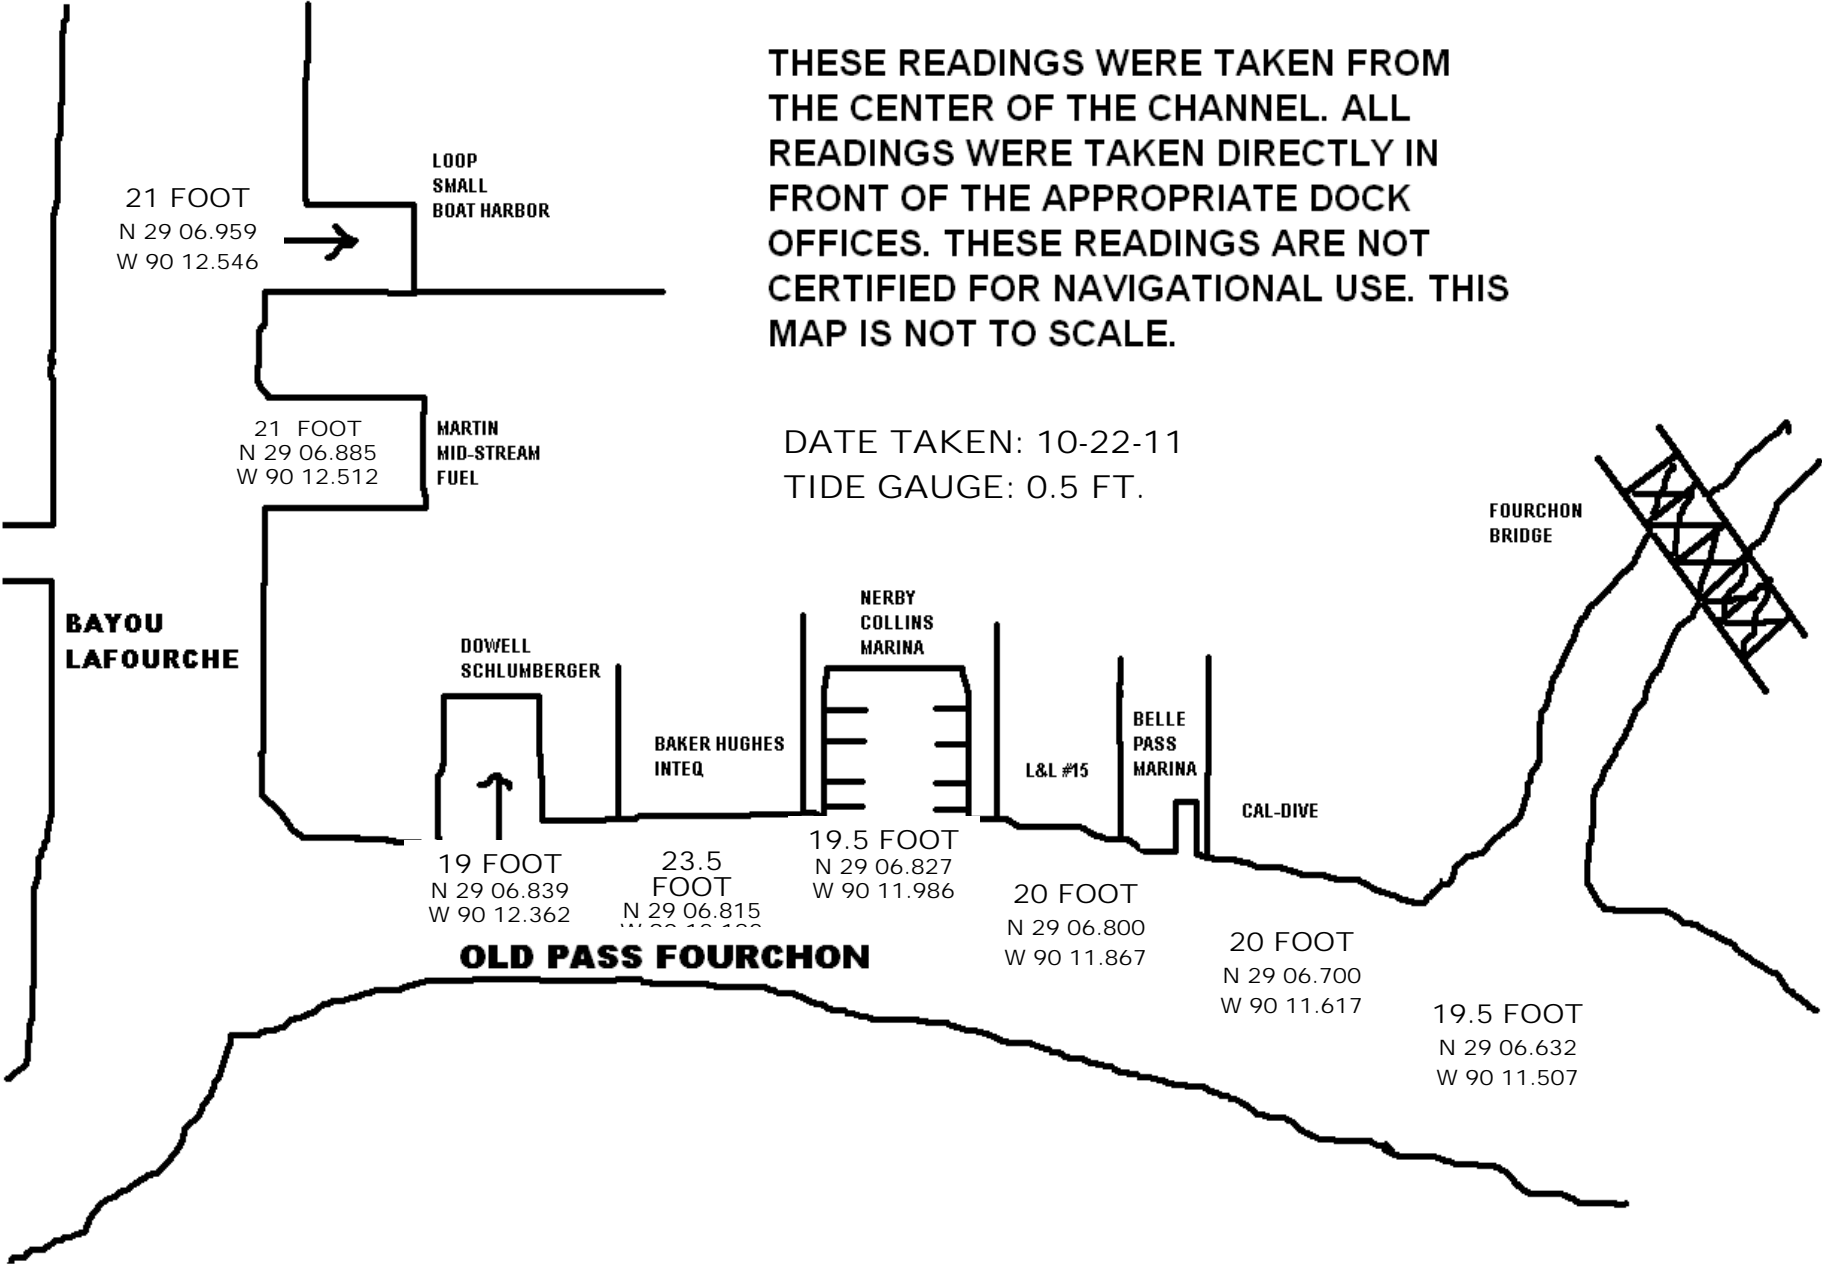 THESE READINGS WERE TAKEN FROM
THE CENTER OF THE CHANNEL. ALL
READINGS WERE TAKEN DIRECTLY IN
FRONT OF THE APPROPRIATE DOCK
OFFICES. THESE READINGS ARE NOT
CERTIFIED FOR NAVIGATIONAL USE. THIS
MAP IS NOT TO SCALE.
LOOP
SMALL
BOAT HARBOR
21 FOOT
N 29 06.959
W 90 12.546
21 FOOT
N 29 06.885
W 90 12.512
MARTIN
MID-STREAM
FUEL
DATE TAKEN: 10-22-11
TIDE GAUGE: 0.5 FT.
FOURCHON
BRIDGE
BAYOU
LAFOURCHE
DOWELL
SCHLUMBERGER
NERBY
COLLINS
MARINA
BAKER HUGHES
INTEQ
L&L #15
BELLE
PASS
MARINA
CAL-DIVE
19 FOOT
N 29 06.839
W 90 12.362
23.5
FOOT
N 29 06.815
19.5 FOOT
N 29 06.827
W 90 11.986
20 FOOT
N 29 06.800
W 90 11.867
20 FOOT
N 29 06.700
W 90 11.617
19.5 FOOT
N 29 06.632
W 90 11.507
OLD PASS FOURCHON